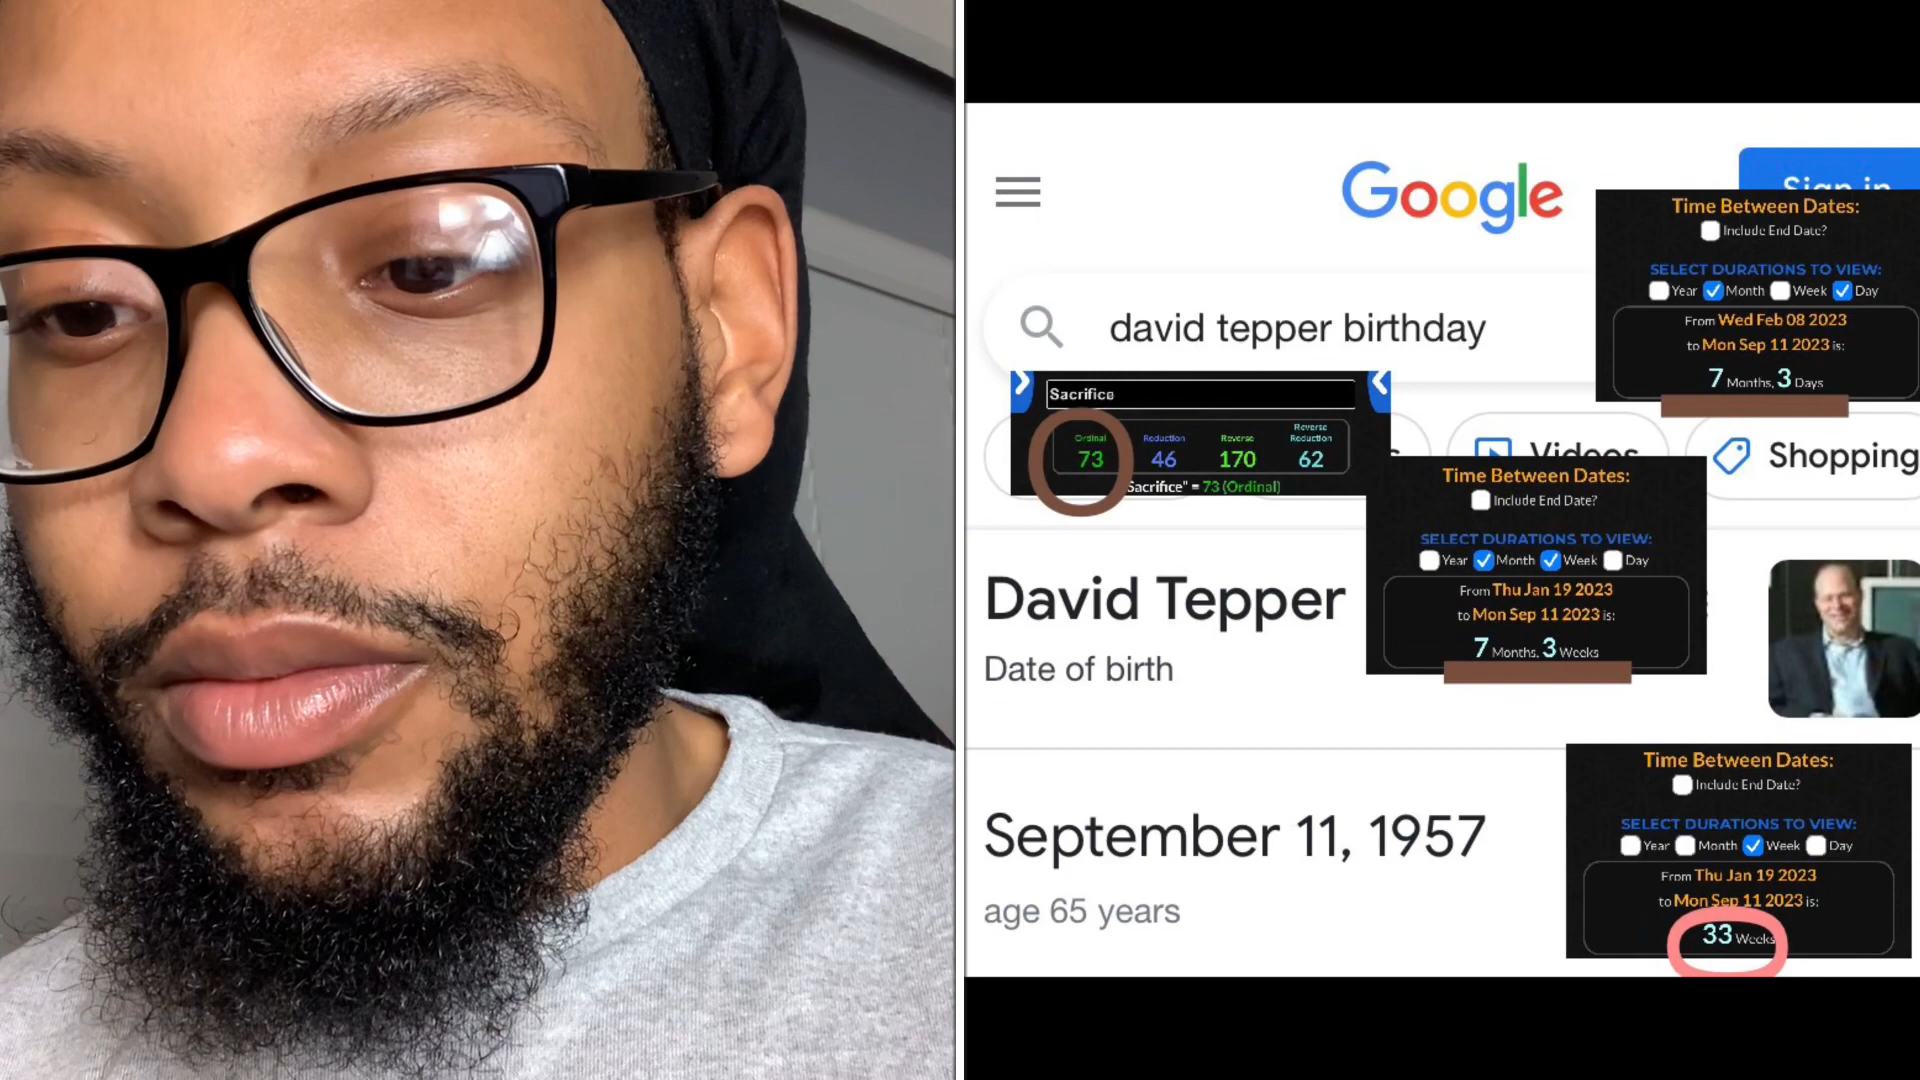 Google
Sign in
david tepper birthday
Time Between Dates:
Include End Date?
SELECT DURATIONS TO VIEW:
Year Month Week Day
From Wed Feb 08 2023
to Mon Sep 11 2023 is:
7 Months, 3 Days
Sacrifice
Ordinal Reduction Reverse Reverse Reduction
73 46 170 62
Sacrifice" = 73 (Ordinal)
Videos
Shopping
Time Between Dates:
Include End Date?
SELECT DURATIONS TO VIEW:
Year Month Week Day
From Thu Jan 19 2023
to Mon Sep 11 2023 is:
7 Months, 3 Weeks
David Tepper
Date of birth
September 11, 1957
age 65 years
Time Between Dates:
Include End Date?
SELECT DURATIONS TO VIEW:
Year Month Week Day
From Thu Jan 19 2023
to Mon Sep 11 2023 is:
33 Weeks